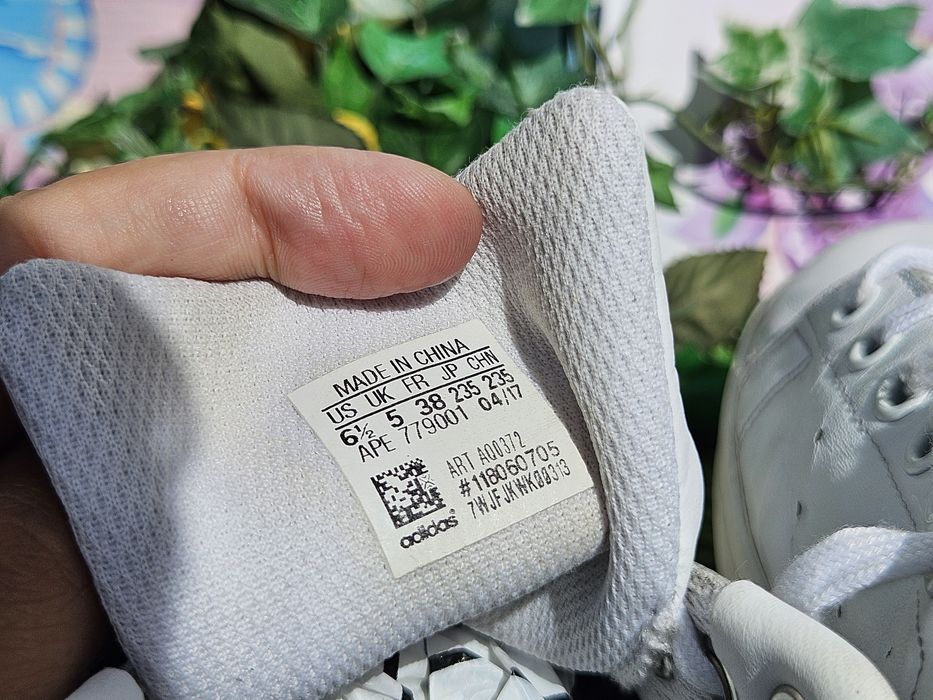 MADE IN CHINA
US UK FR JP CHN
6½ 5 38 235 235
APE 779001 04/17
ART AQ0372
#118060705
adidas®